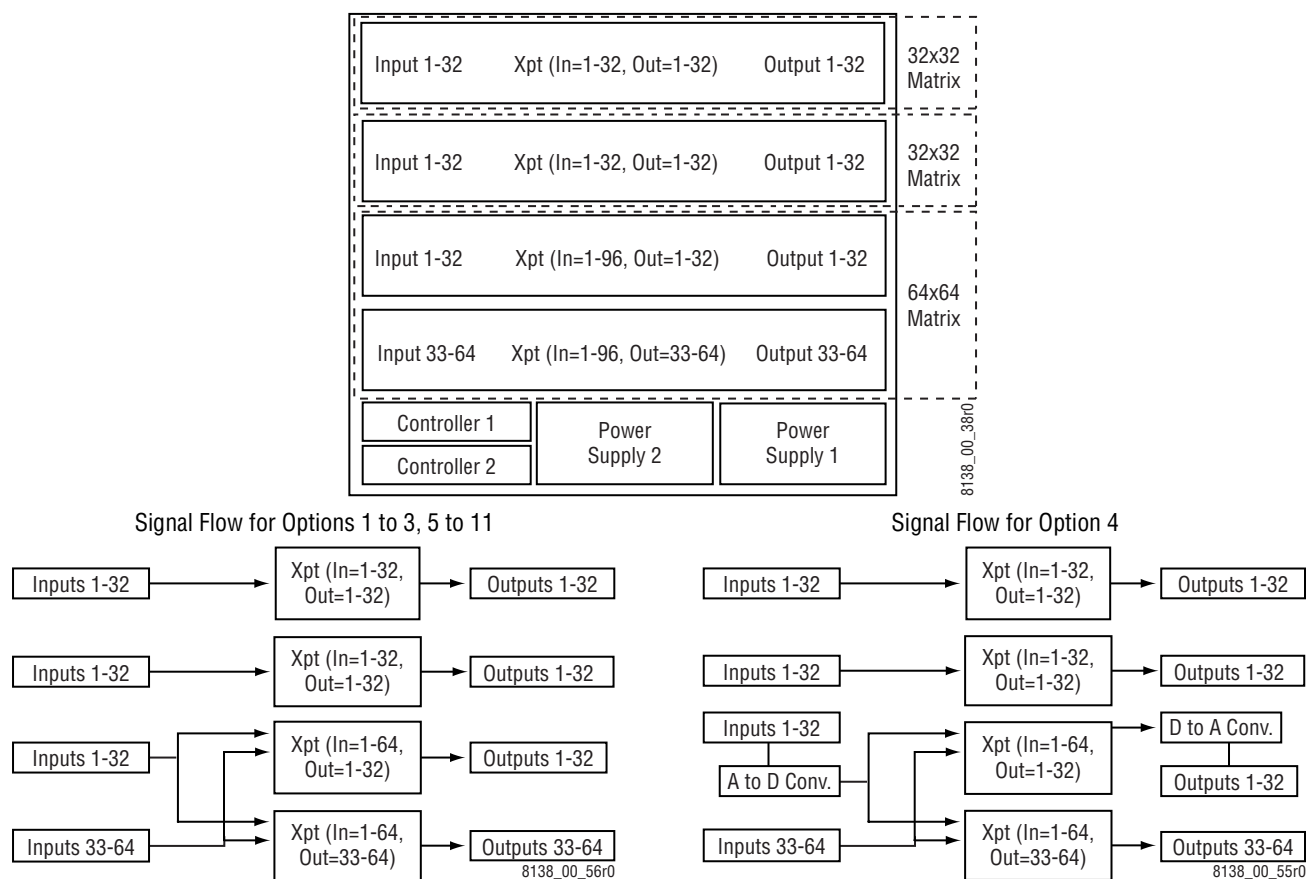 Input 1-32 Xpt (In=1-32, Out=1-32) Output 1-32
32x32
Matrix
Input 1-32 Xpt (In=1-32, Out=1-32) Output 1-32
32x32
Matrix
Input 1-32 Xpt (In=1-96, Out=1-32) Output 1-32
64x64
Matrix
Input 33-64 Xpt (In=1-96, Out=33-64) Output 33-64
Controller 1
Controller 2
Power
Supply 2
Power
Supply 1
8138_00_38r0
Signal Flow for Options 1 to 3, 5 to 11
Inputs 1-32
Xpt (In=1-32,
Out=1-32)
Outputs 1-32
Inputs 1-32
Xpt (In=1-32,
Out=1-32)
Outputs 1-32
Inputs 1-32
Xpt (In=1-64,
Out=1-32)
Outputs 1-32
Inputs 33-64
Xpt (In=1-64,
Out=33-64)
Outputs 33-64
8138_00_56r0
Signal Flow for Option 4
Inputs 1-32
Xpt (In=1-32,
Out=1-32)
Outputs 1-32
Inputs 1-32
Xpt (In=1-32,
Out=1-32)
Outputs 1-32
Inputs 1-32
A to D Conv.
Xpt (In=1-64,
Out=1-32)
D to A Conv.
Outputs 1-32
Inputs 33-64
Xpt (In=1-64,
Out=33-64)
Outputs 33-64
8138_00_55r0